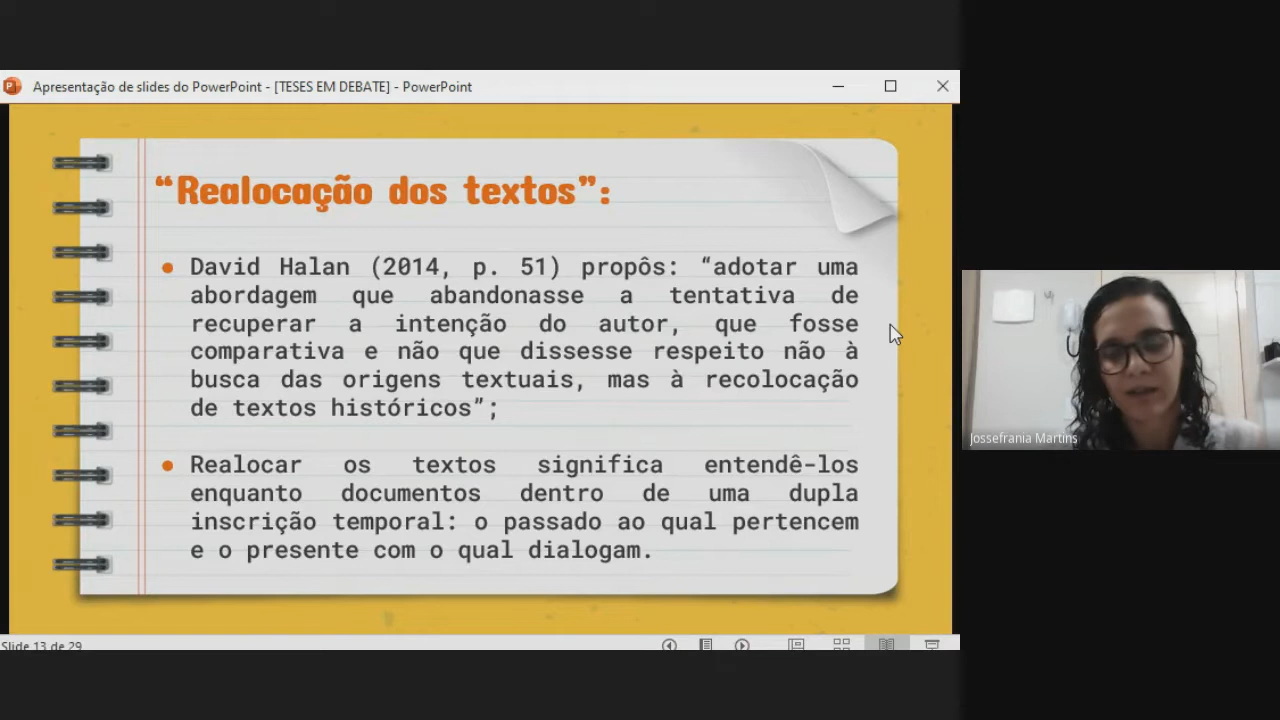 Apresentação de slides do PowerPoint - [TESES EM DEBATE] - PowerPoint
“Realocação dos textos”:
• David Halan (2014, p. 51) propôs: “adotar uma
abordagem que abandonasse a tentativa de
recuperar a intenção do autor, que fosse
comparativa e não que dissesse respeito não à
busca das origens textuais, mas à recolocação
de textos históricos”;
• Realocar os textos significa entendê-los
enquanto documentos dentro de uma dupla
inscrição temporal: o passado ao qual pertencem
e o presente com o qual dialogam.
Jossefrania Martins
Slide 13 de 29